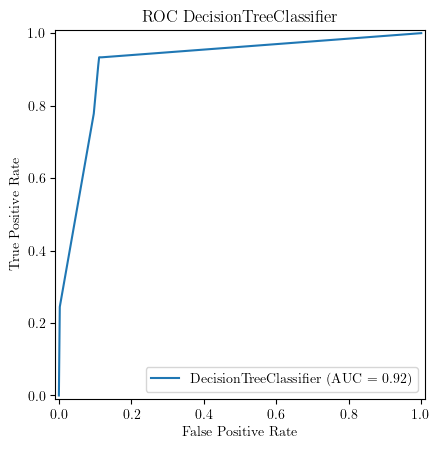 ROC DecisionTreeClassifier
True Positive Rate
1.0
0.8
0.6
0.4
0.2
0.0
DecisionTreeClassifier (AUC = 0.92)
0.0 0.2 0.4 0.6 0.8 1.0
False Positive Rate